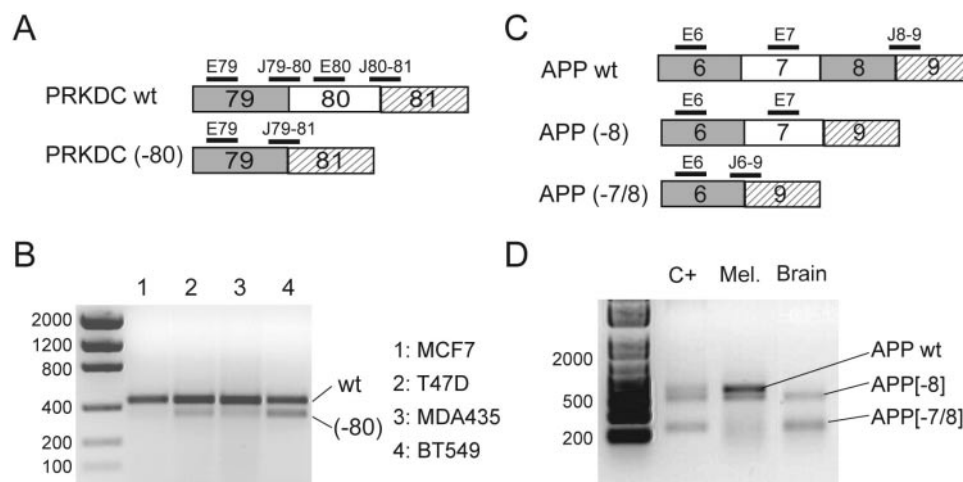 A
E79 J79-80 E80 J80-81
PRKDC wt 79 80 81
E79 J79-81
PRKDC (-80) 79 81
B
1 2 3 4
2000
1200
800
400
200
100
wt
(-80)
1: MCF7
2: T47D
3: MDA435
4: BT549
C
E6 E7 J8-9
APP wt 6 7 8 9
E6 E7
APP (-8) 6 7 9
E6 J6-9
APP (-7/8) 6 9
D
C+ Mel. Brain
2000
500
200
APP wt
APP[-8]
APP[-7/8]